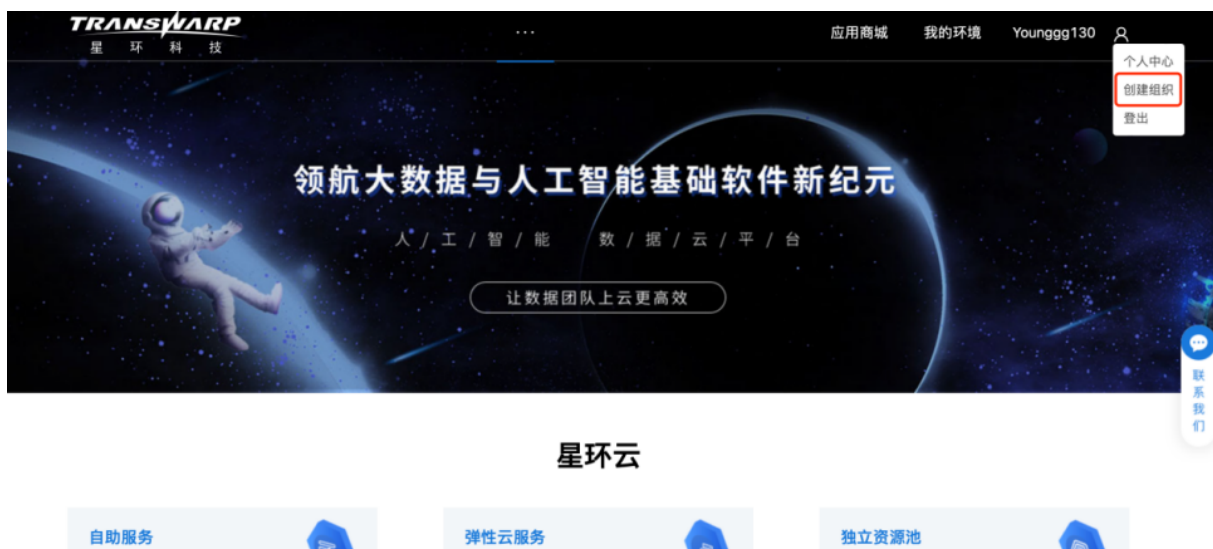 TRANSWARP
星环科技
...
应用商城
我的环境
Younggg130
个人中心
创建组织
登出
领航大数据与人工智能基础软件新纪元
人/工/智/能 数/据/云/平/台
让数据团队上云更高效
联系我们
星环云
自助服务
弹性云服务
独立资源池